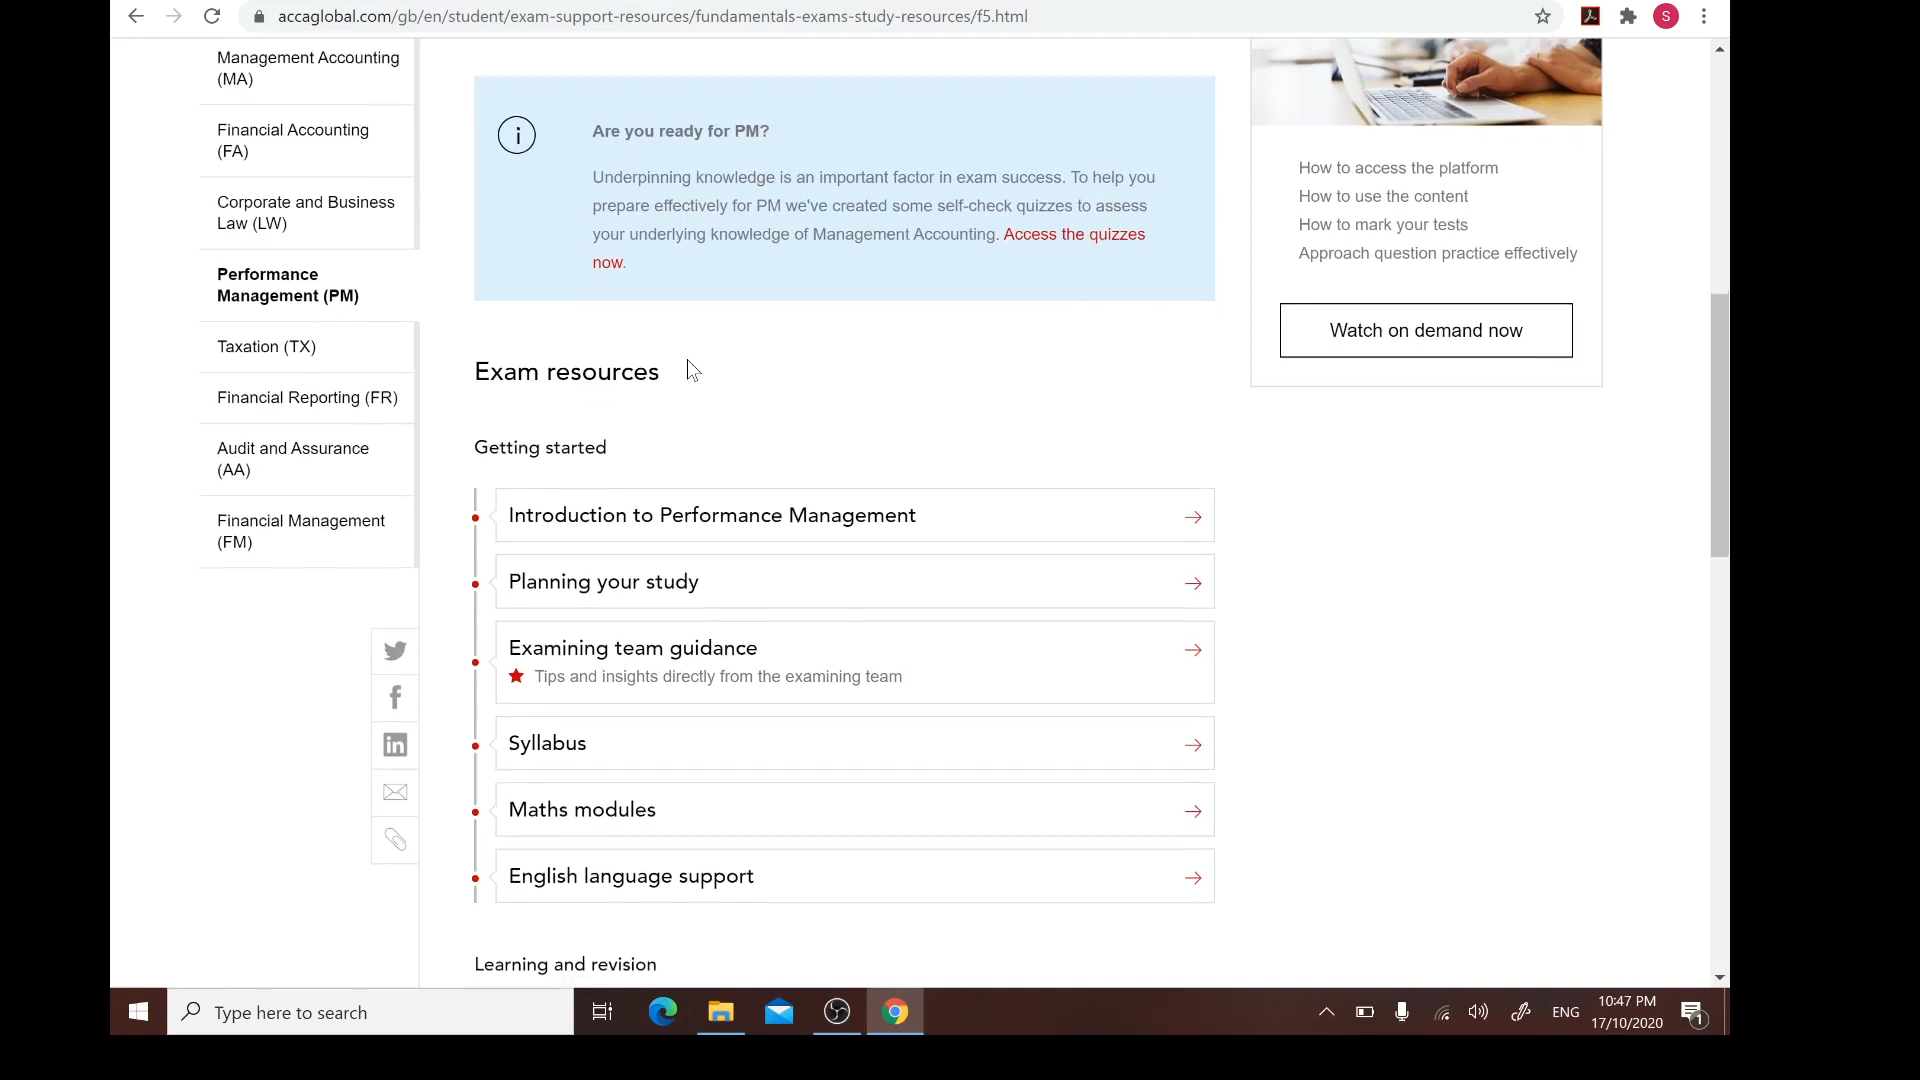 accaglobal.com/gb/en/student/exam-support-resources/fundamentals-exams-study-resources/f5.html
S
Management Accounting
(MA)
Financial Accounting
(FA)
Corporate and Business
Law (LW)
Performance
Management (PM)
Taxation (TX)
Financial Reporting (FR)
Audit and Assurance
(AA)
Financial Management
(FM)
i
Are you ready for PM?
Underpinning knowledge is an important factor in exam success. To help you
prepare effectively for PM we've created some self-check quizzes to assess
your underlying knowledge of Management Accounting. Access the quizzes
now.
Exam resources
Getting started
Introduction to Performance Management
Planning your study
Examining team guidance
Tips and insights directly from the examining team
Syllabus
Maths modules
English language support
Learning and revision
How to access the platform
How to use the content
How to mark your tests
Approach question practice effectively
Watch on demand now
in
Type here to search
ENG
10:47 PM
17/10/2020
1